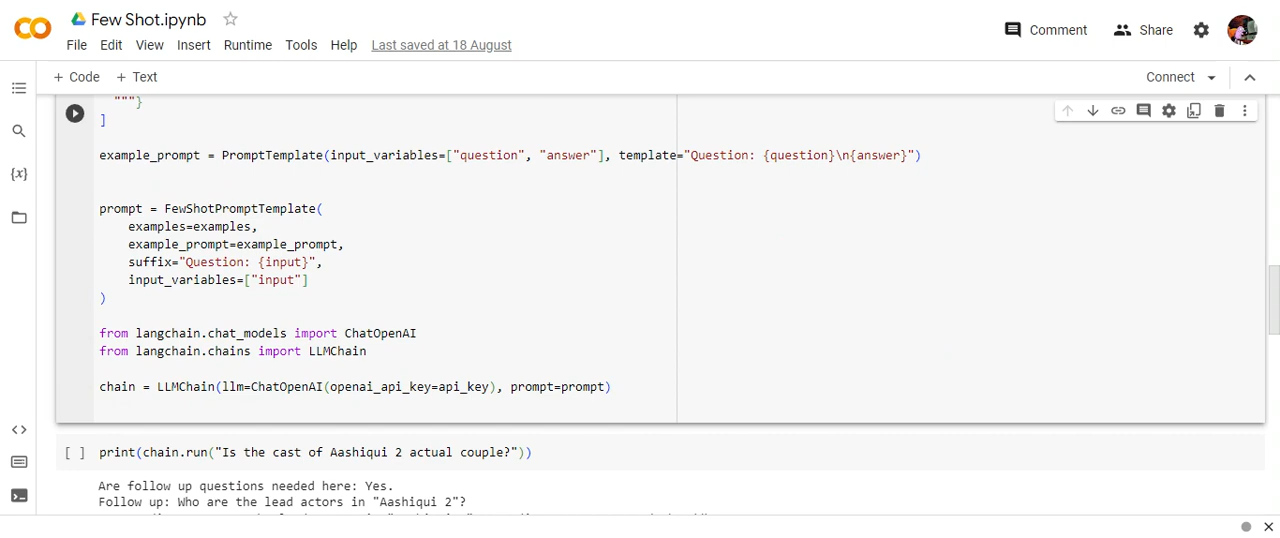 Few Shot.ipynb
File Edit View Insert Runtime Tools Help Last saved at 18 August
Comment Share
+ Code + Text
Connect
"""}
]
example_prompt = PromptTemplate(input_variables=["question", "answer"], template="Question: {question}\n{answer}")
prompt = FewShotPromptTemplate(
examples=examples,
example_prompt=example_prompt,
suffix="Question: {input}",
input_variables=["input"]
)
from langchain.chat_models import ChatOpenAI
from langchain.chains import LLMChain
chain = LLMChain(llm=ChatOpenAI(openai_api_key=api_key), prompt=prompt)
[ ] print(chain.run("Is the cast of Aashiqui 2 actual couple?"))
Are follow up questions needed here: Yes.
Follow up: Who are the lead actors in "Aashiqui 2"?